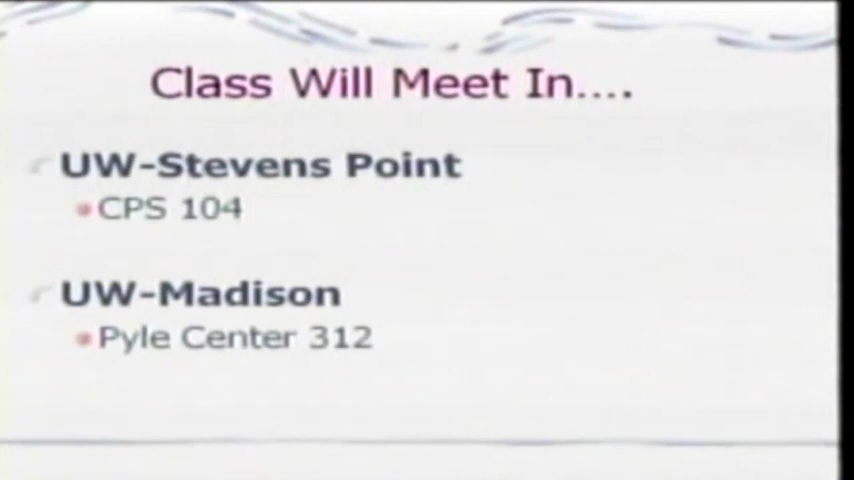 Class Will Meet In....
UW-Stevens Point
CPS 104
UW-Madison
Pyle Center 312